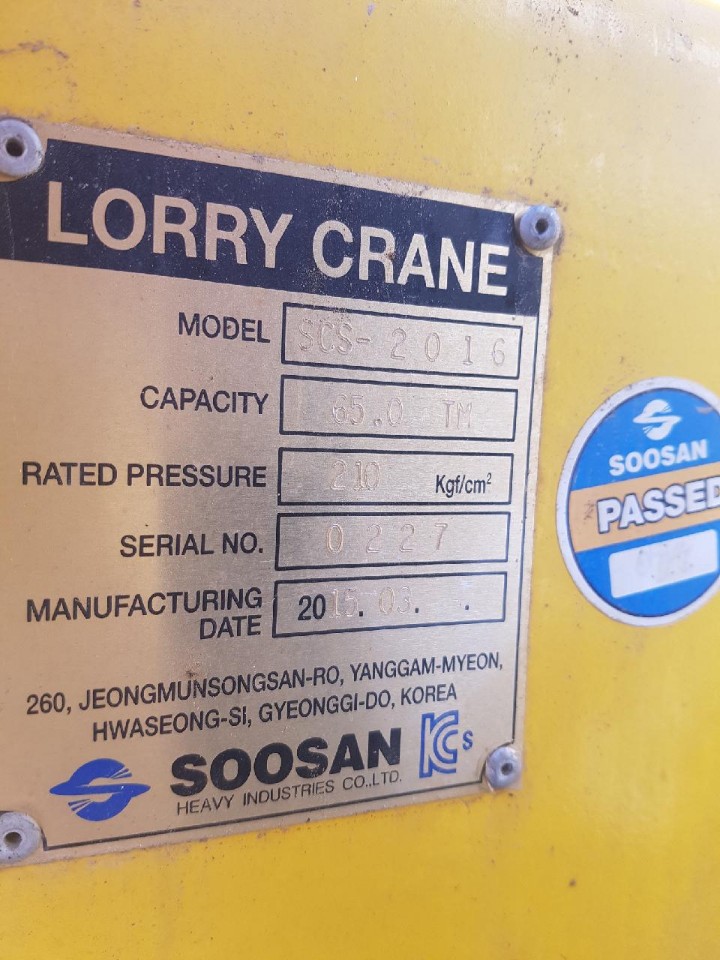 LORRY CRANE
MODEL SCS-2016
CAPACITY 65.0 TM
RATED PRESSURE 210 Kgf/cm²
SERIAL NO. 0227
MANUFACTURING
DATE 2015. 03. .
260, JEONGMUNSONGSAN-RO, YANGGAM-MYEON,
HWASEONG-SI, GYEONGGI-DO, KOREA
SOOSAN
HEAVY INDUSTRIES CO.,LTD.
KCs
SOOSAN
PASSED